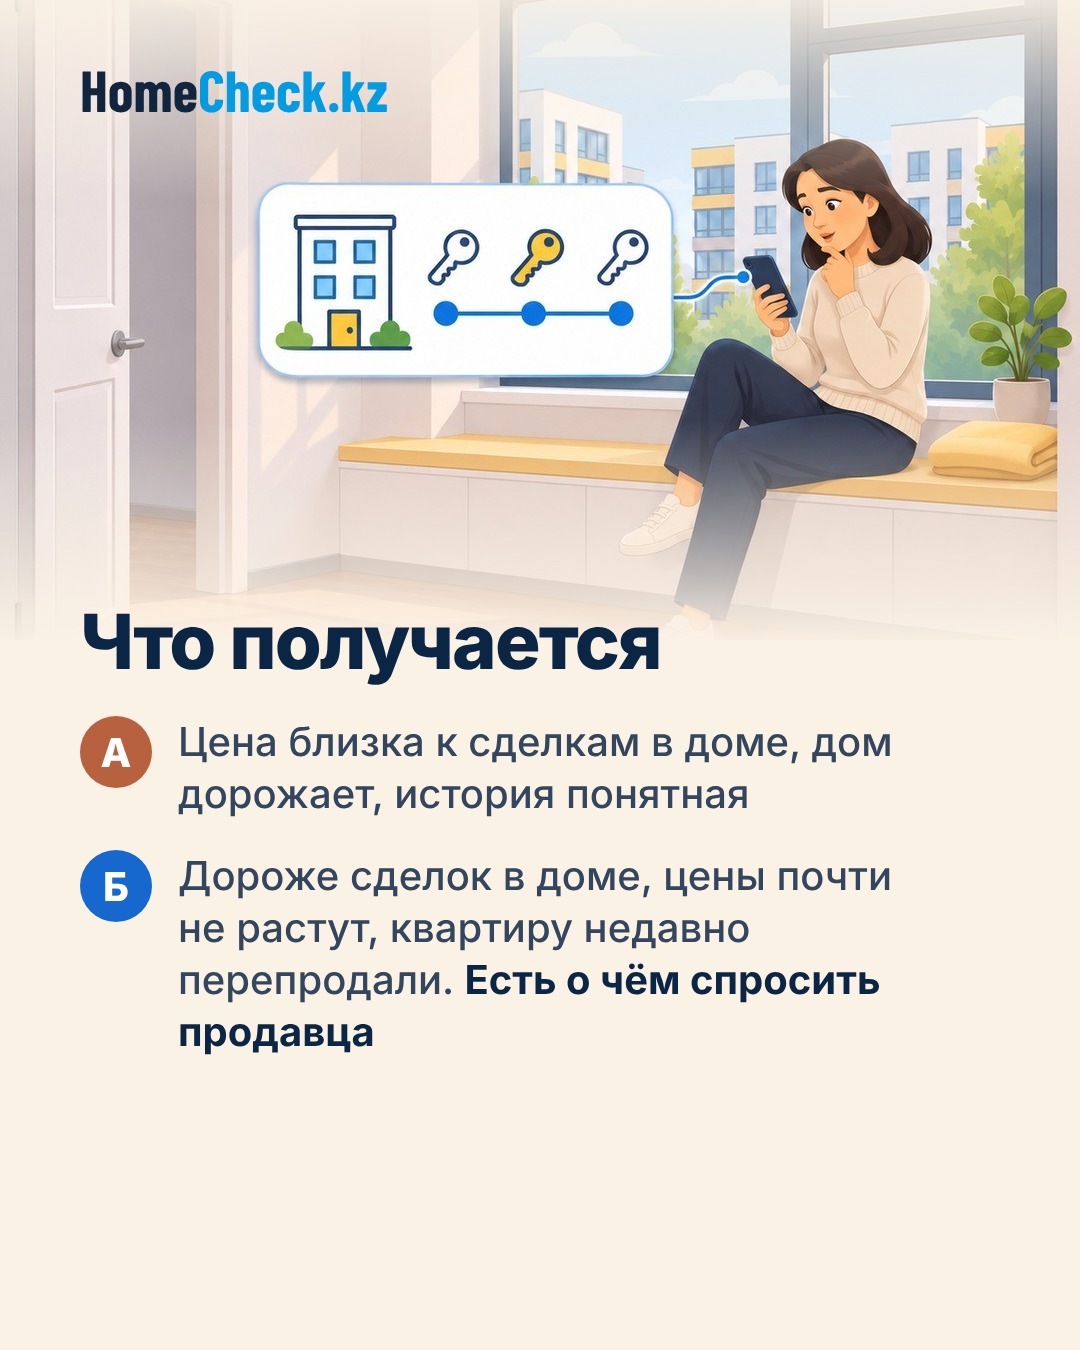 HomeCheck.kz
Что получается
А
Цена близка к сделкам в доме, дом
дорожает, история понятная
Б
Дороже сделок в доме, цены почти
не растут, квартиру недавно
перепродали. Есть о чём спросить
продавца